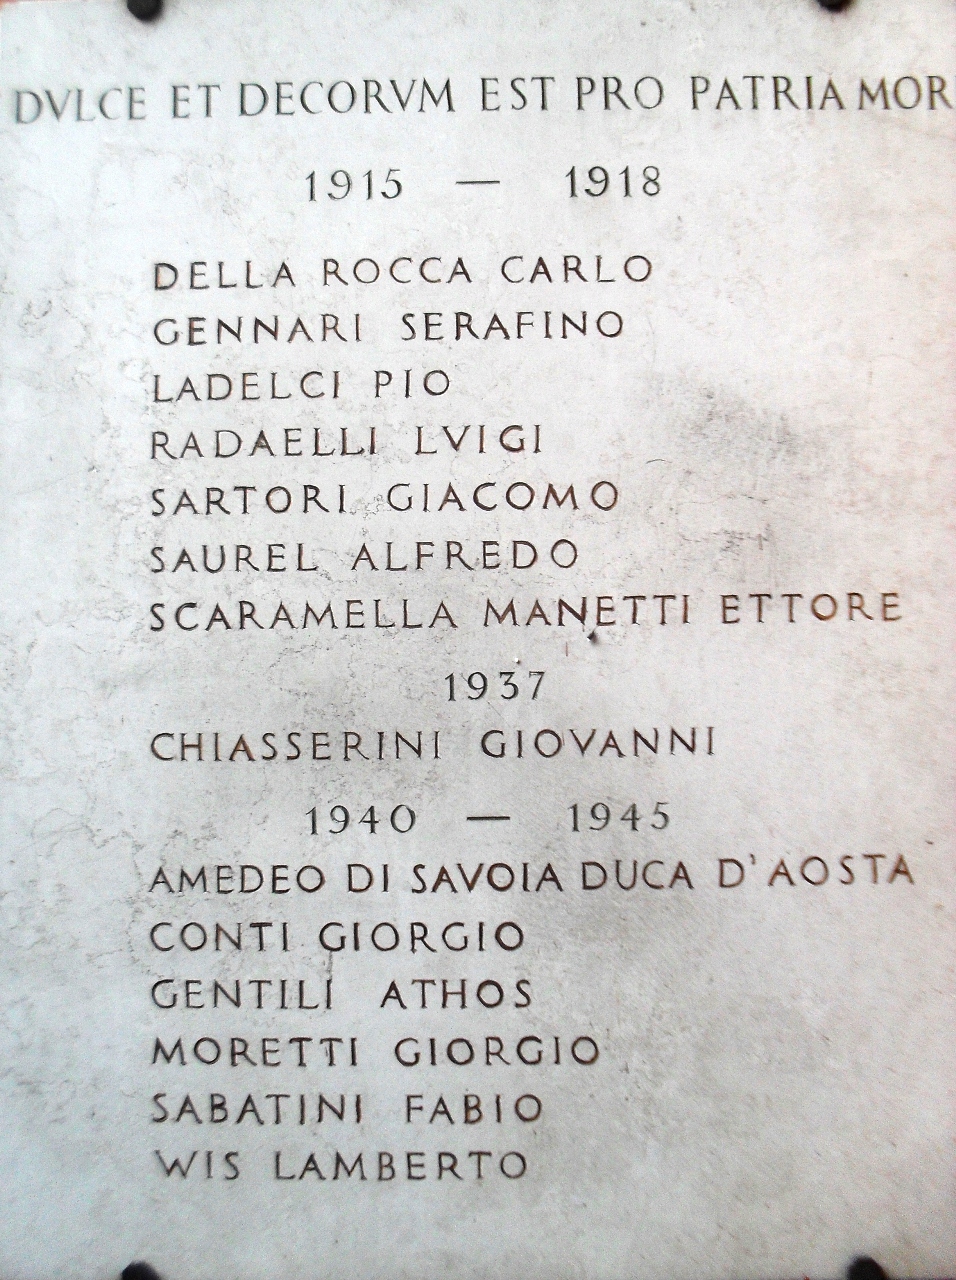 DVLCE ET DECORVM EST PRO PATRIA MOR
1915 — 1918
DELLA ROCCA CARLO
GENNARI SERAFINO
LADELCI PIO
RADAELLI LVIGI
SARTORI GIACOMO
SAUREL ALFREDO
SCARAMELLA MANETTI ETTORE
1937
CHIASSERINI GIOVANNI
1940 — 1945
AMEDEO DI SAVOIA DUCA D'AOSTA
CONTI GIORGIO
GENTILI ATHOS
MORETTI GIORGIO
SABATINI FABIO
WIS LAMBERTO